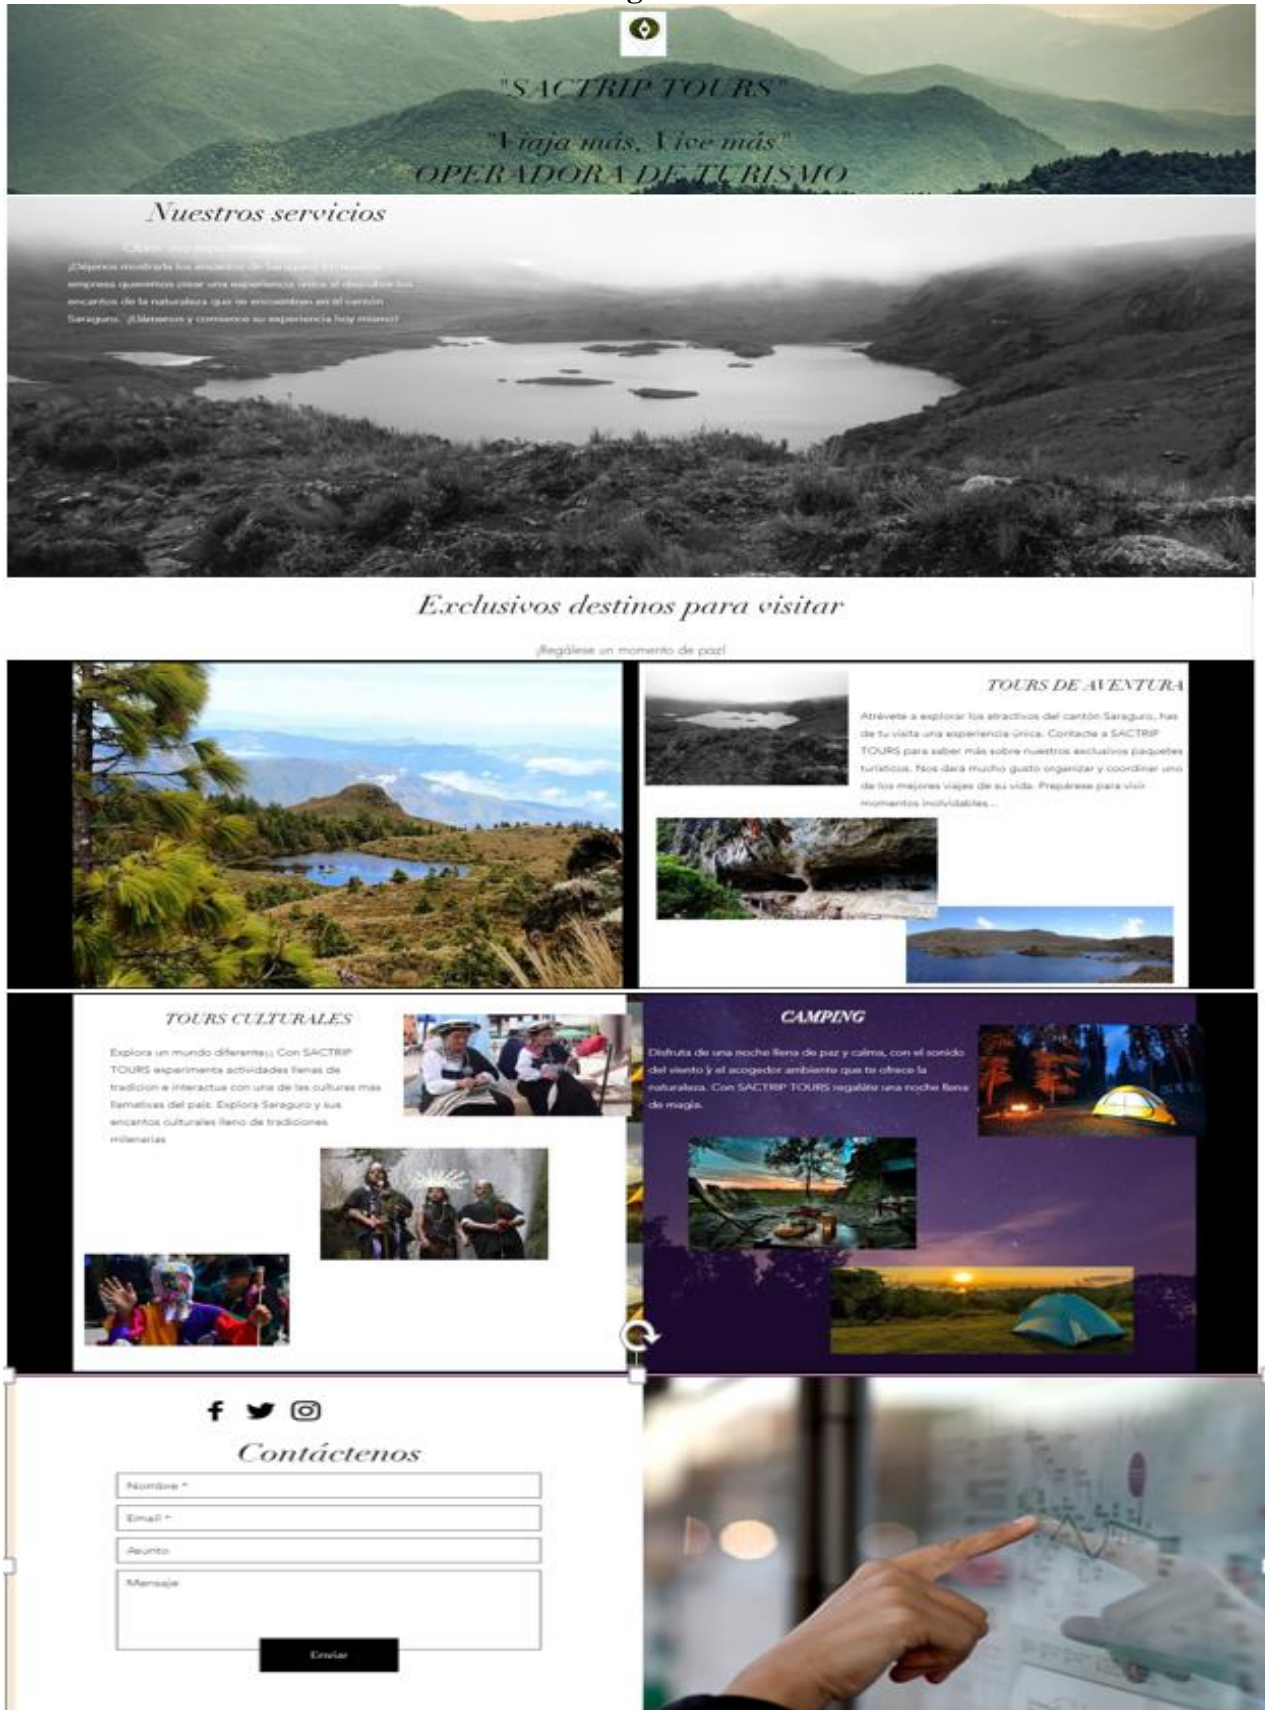 "SACTRIP TOURS"
"Viaja más, Vive más"
OPERADORA DE TURISMO
Nuestros servicios
¡Déjenos mostrarle los encantos de Saraguro! En nuestra
empresa queremos crear una experiencia única al descubrir los
encantos de la naturaleza que se encuentran en el cantón
Saraguro. ¡Llámenos y comience su experiencia hoy mismo!
Exclusivos destinos para visitar
¡Regálese un momento de paz!
TOURS DE AVENTURA
Atrévete a explorar los atractivos del cantón Saraguro, has
de tu visita una experiencia única. Contacte a SACTRIP
TOURS para saber más sobre nuestros exclusivos paquetes
turísticos. Nos dará mucho gusto organizar y coordinar uno
de los mejores viajes de su vida. Prepárese para vivir
momentos inolvidables...
TOURS CULTURALES
Explora un mundo diferente¡¡ Con SACTRIP
TOURS experimenta actividades llenas de
tradicion e interactua con una de las culturas mas
llamativas del país. Explora Saraguro y sus
encantos culturales lleno de tradiciones
milenarias
CAMPING
Disfruta de una noche llena de paz y calma, con el sonido
del viento y el acogedor ambiente que te ofrece la
naturaleza. Con SACTRIP TOURS regaláte una noche llena
de magia.
Contáctenos
Nombre *
Email *
Asunto
Mensaje
Enviar